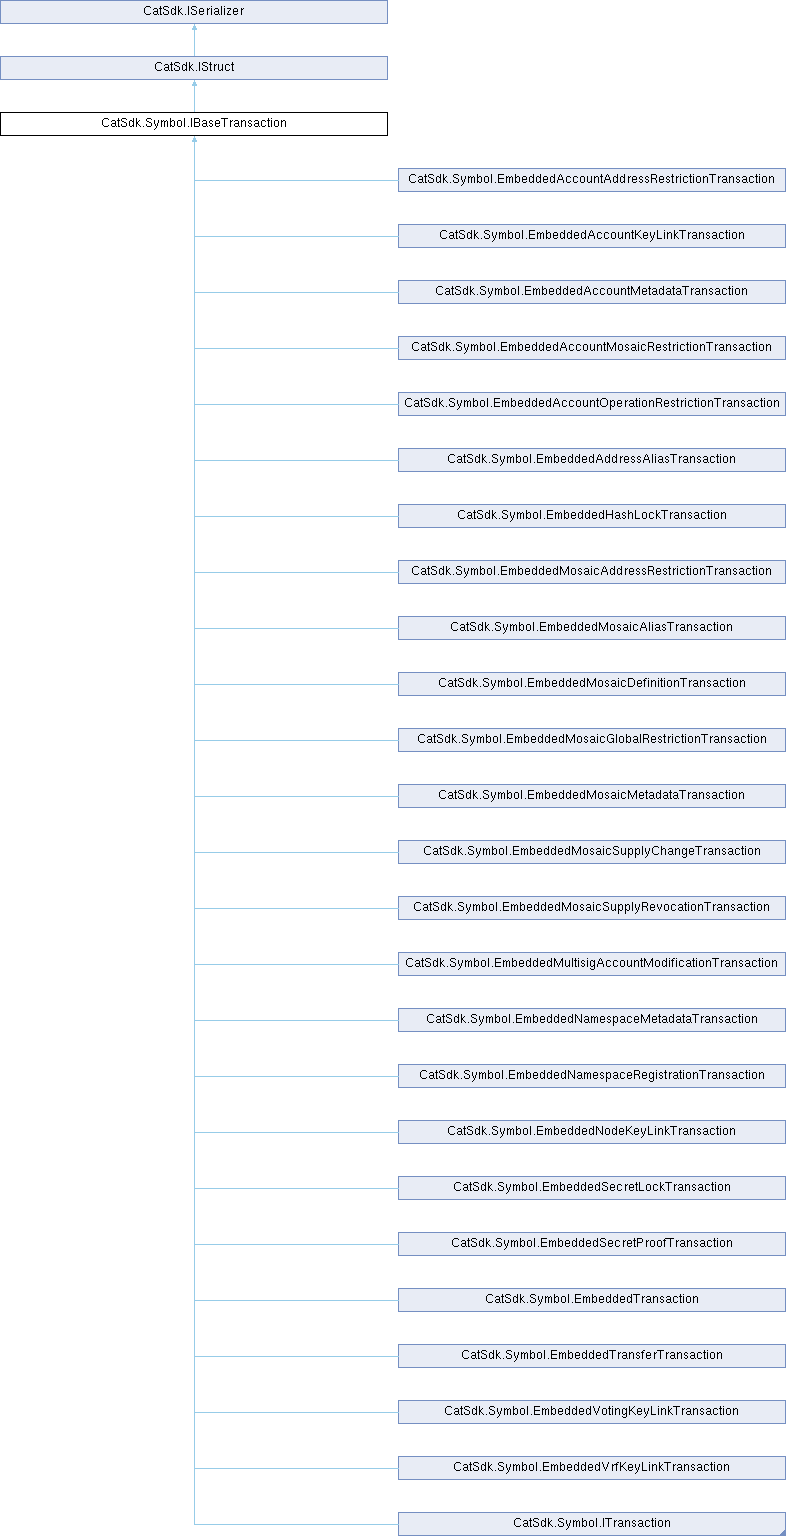 CatSdk.ISerializer
CatSdk.IStruct
CatSdk.Symbol.IBaseTransaction
CatSdk.Symbol.EmbeddedAccountAddressRestrictionTransaction
CatSdk.Symbol.EmbeddedAccountKeyLinkTransaction
CatSdk.Symbol.EmbeddedAccountMetadataTransaction
CatSdk.Symbol.EmbeddedAccountMosaicRestrictionTransaction
CatSdk.Symbol.EmbeddedAccountOperationRestrictionTransaction
CatSdk.Symbol.EmbeddedAddressAliasTransaction
CatSdk.Symbol.EmbeddedHashLockTransaction
CatSdk.Symbol.EmbeddedMosaicAddressRestrictionTransaction
CatSdk.Symbol.EmbeddedMosaicAliasTransaction
CatSdk.Symbol.EmbeddedMosaicDefinitionTransaction
CatSdk.Symbol.EmbeddedMosaicGlobalRestrictionTransaction
CatSdk.Symbol.EmbeddedMosaicMetadataTransaction
CatSdk.Symbol.EmbeddedMosaicSupplyChangeTransaction
CatSdk.Symbol.EmbeddedMosaicSupplyRevocationTransaction
CatSdk.Symbol.EmbeddedMultisigAccountModificationTransaction
CatSdk.Symbol.EmbeddedNamespaceMetadataTransaction
CatSdk.Symbol.EmbeddedNamespaceRegistrationTransaction
CatSdk.Symbol.EmbeddedNodeKeyLinkTransaction
CatSdk.Symbol.EmbeddedSecretLockTransaction
CatSdk.Symbol.EmbeddedSecretProofTransaction
CatSdk.Symbol.EmbeddedTransaction
CatSdk.Symbol.EmbeddedTransferTransaction
CatSdk.Symbol.EmbeddedVotingKeyLinkTransaction
CatSdk.Symbol.EmbeddedVrfKeyLinkTransaction
CatSdk.Symbol.ITransaction